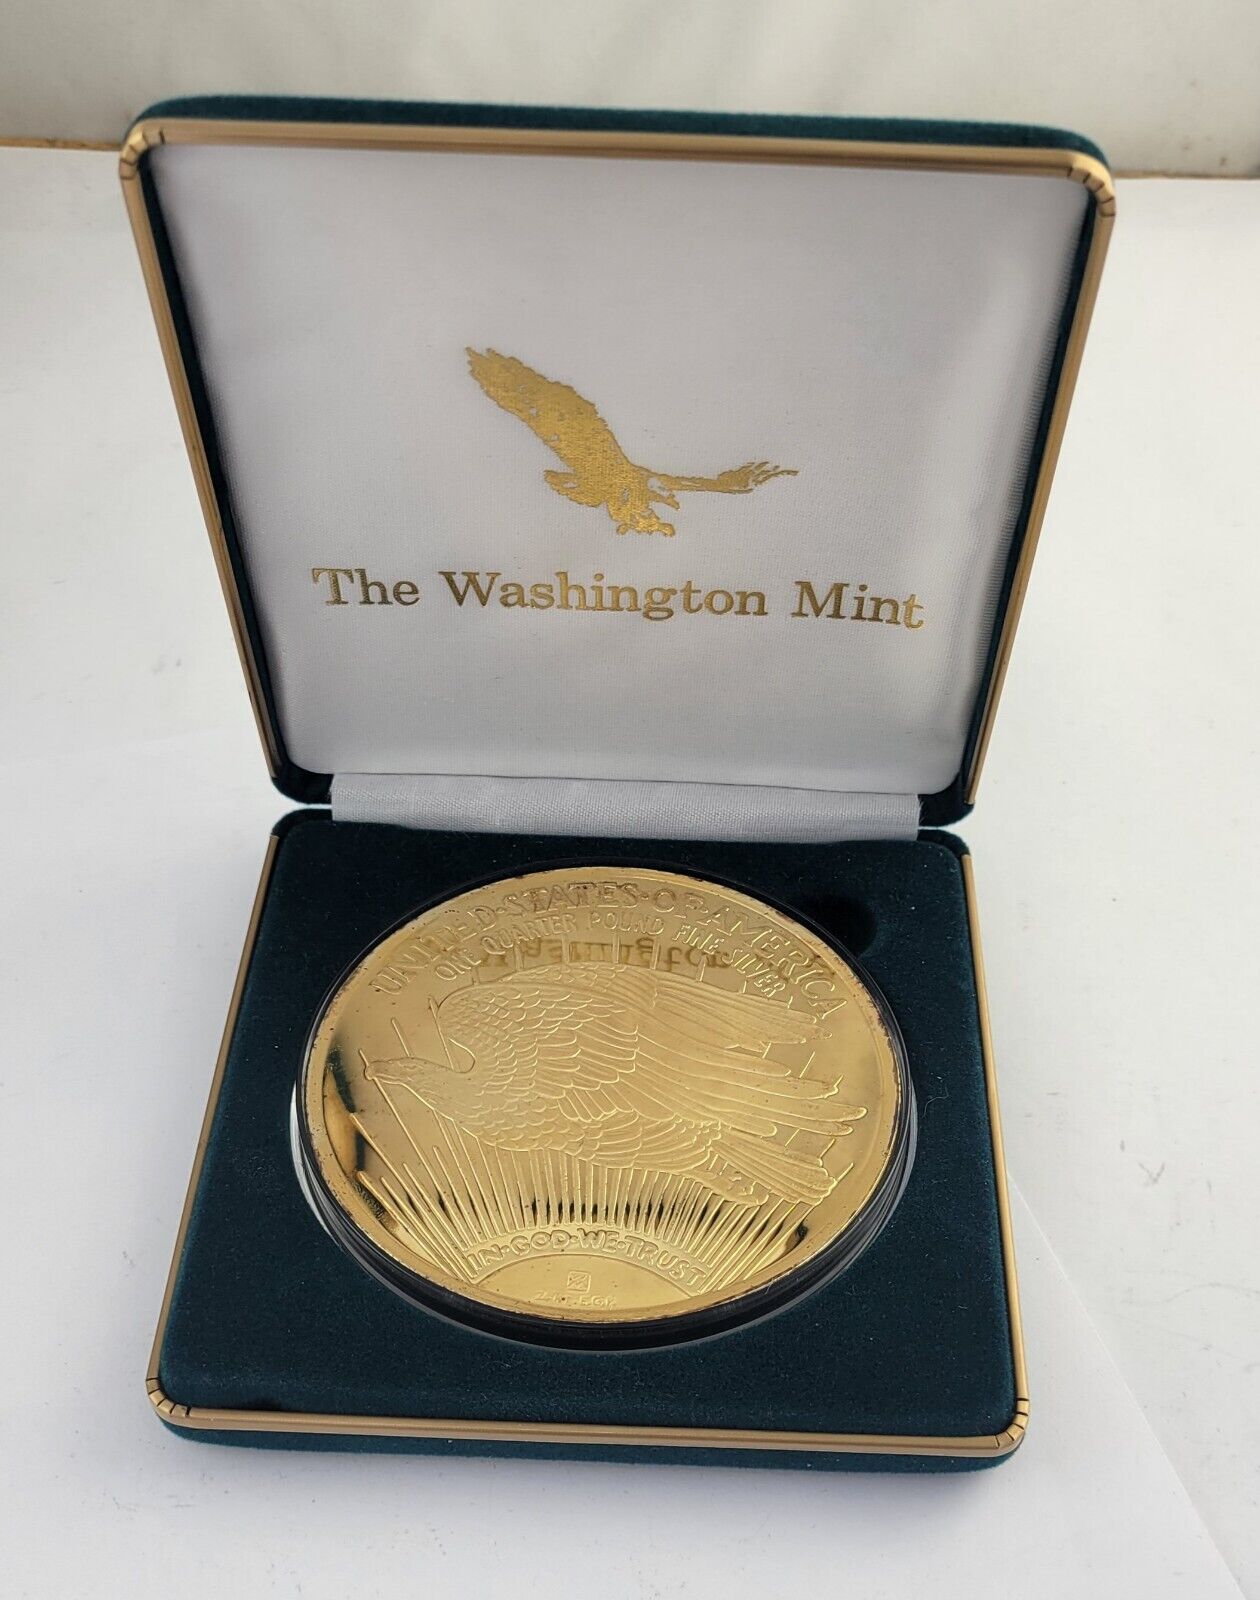 The Washington Mint
UNITED·STATES·OF·AMERICA
ONE QUARTER POUND FINE SILVER
IN·GOD·WE·TRUST